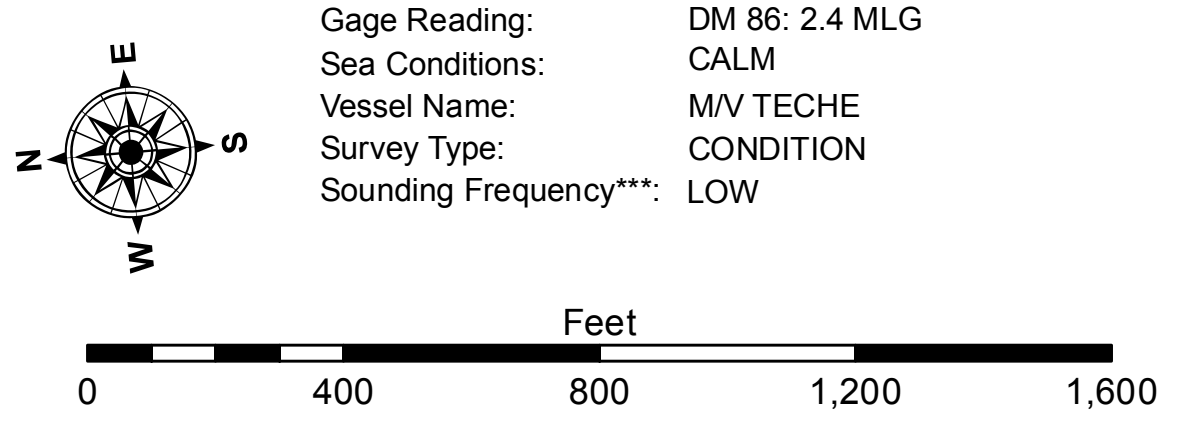 E
N
S
W
Gage Reading: DM 86: 2.4 MLG
Sea Conditions: CALM
Vessel Name: M/V TECHE
Survey Type: CONDITION
Sounding Frequency***: LOW
Feet
0 400 800 1,200 1,600